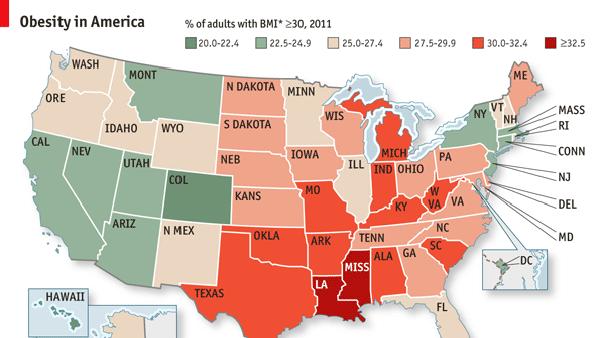 Obesity in America
% of adults with BMI* ≥30, 2011
20.0-22.4 22.5-24.9 25.0-27.4 27.5-29.9 30.0-32.4 ≥32.5
WASH
MONT
ORE
IDAHO
WYO
N DAKOTA
S DAKOTA
MINN
WIS
MICH
ME
VT
NH
NY
MASS
RI
CONN
NJ
DEL
MD
DC
CAL
NEV
UTAH
COL
NEB
KANS
IOWA
MO
ILL
IND
OHIO
PA
W
VA
VA
KY
ARIZ
N MEX
OKLA
ARK
TENN
NC
SC
TEXAS
LA
MISS
ALA
GA
FL
HAWAII